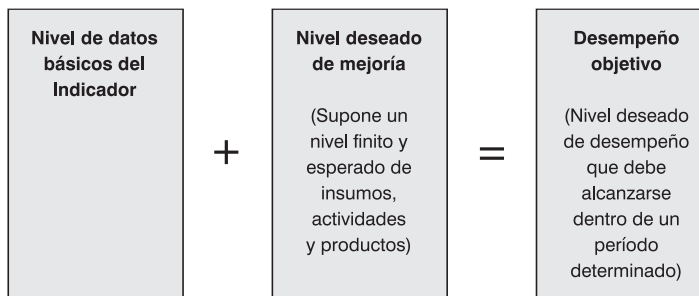 Nivel de datos
básicos del
Indicador
+
Nivel deseado
de mejoría
(Supone un
nivel finito y
esperado de
insumos,
actividades
y productos)
=
Desempeño
objetivo
(Nivel deseado
de desempeño
que debe
alcanzarse
dentro de un
período
determinado)